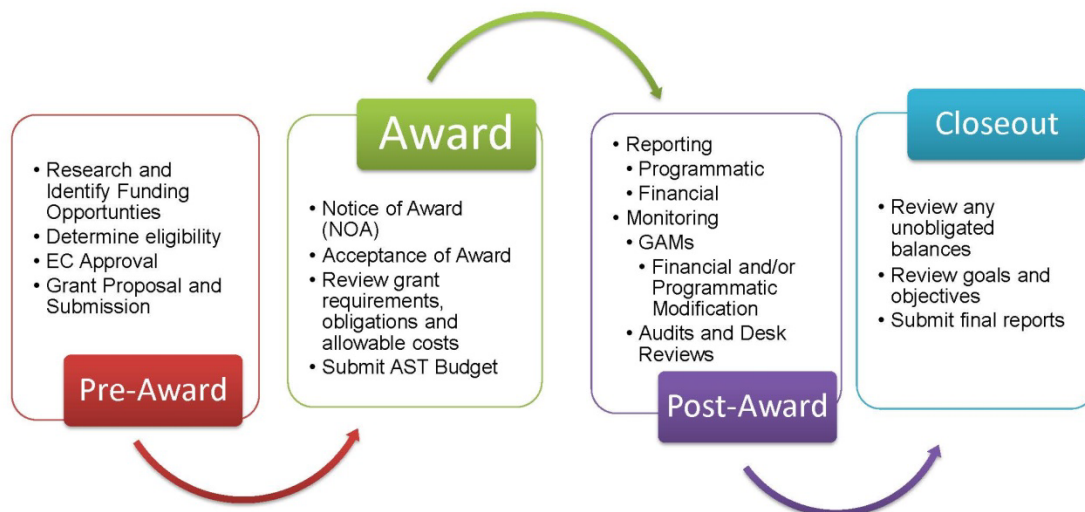 • Research and
Identify Funding
Opportunties
• Determine eligibility
• EC Approval
• Grant Proposal and
Submission
Pre-Award
Award
• Notice of Award
(NOA)
• Acceptance of Award
• Review grant
requirements,
obligations and
allowable costs
• Submit AST Budget
• Reporting
• Programmatic
• Financial
• Monitoring
• GAMs
• Financial and/or
Programmatic
Modification
• Audits and Desk
Reviews
Post-Award
Closeout
• Review any
unobligated
balances
• Review goals and
objectives
• Submit final reports